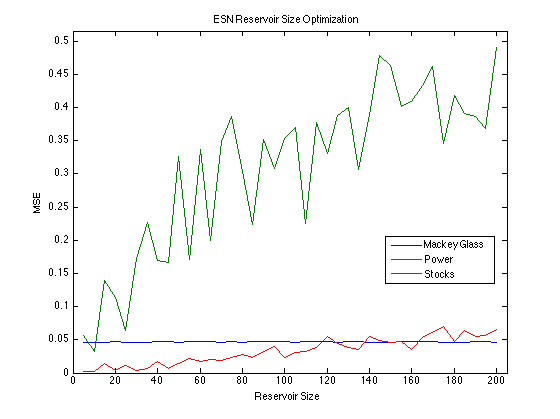 ESN Reservoir Size Optimization
0.5
0.45
0.4
0.35
0.3
0.25
0.2
0.15
0.1
0.05
0
MSE
Mackey Glass
Power
Stocks
0 20 40 60 80 100 120 140 160 180 200
Reservoir Size